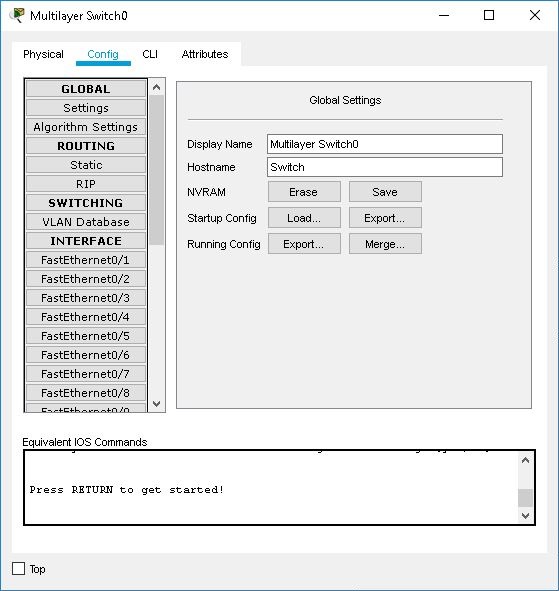 Multilayer Switch0
Physical Config CLI Attributes
GLOBAL
Settings
Algorithm Settings
ROUTING
Static
RIP
SWITCHING
VLAN Database
INTERFACE
FastEthernet0/1
FastEthernet0/2
FastEthernet0/3
FastEthernet0/4
FastEthernet0/5
FastEthernet0/6
FastEthernet0/7
FastEthernet0/8
Global Settings
Display Name Multilayer Switch0
Hostname Switch
NVRAM Erase Save
Startup Config Load... Export...
Running Config Export... Merge...
Equivalent IOS Commands
Press RETURN to get started!
Top